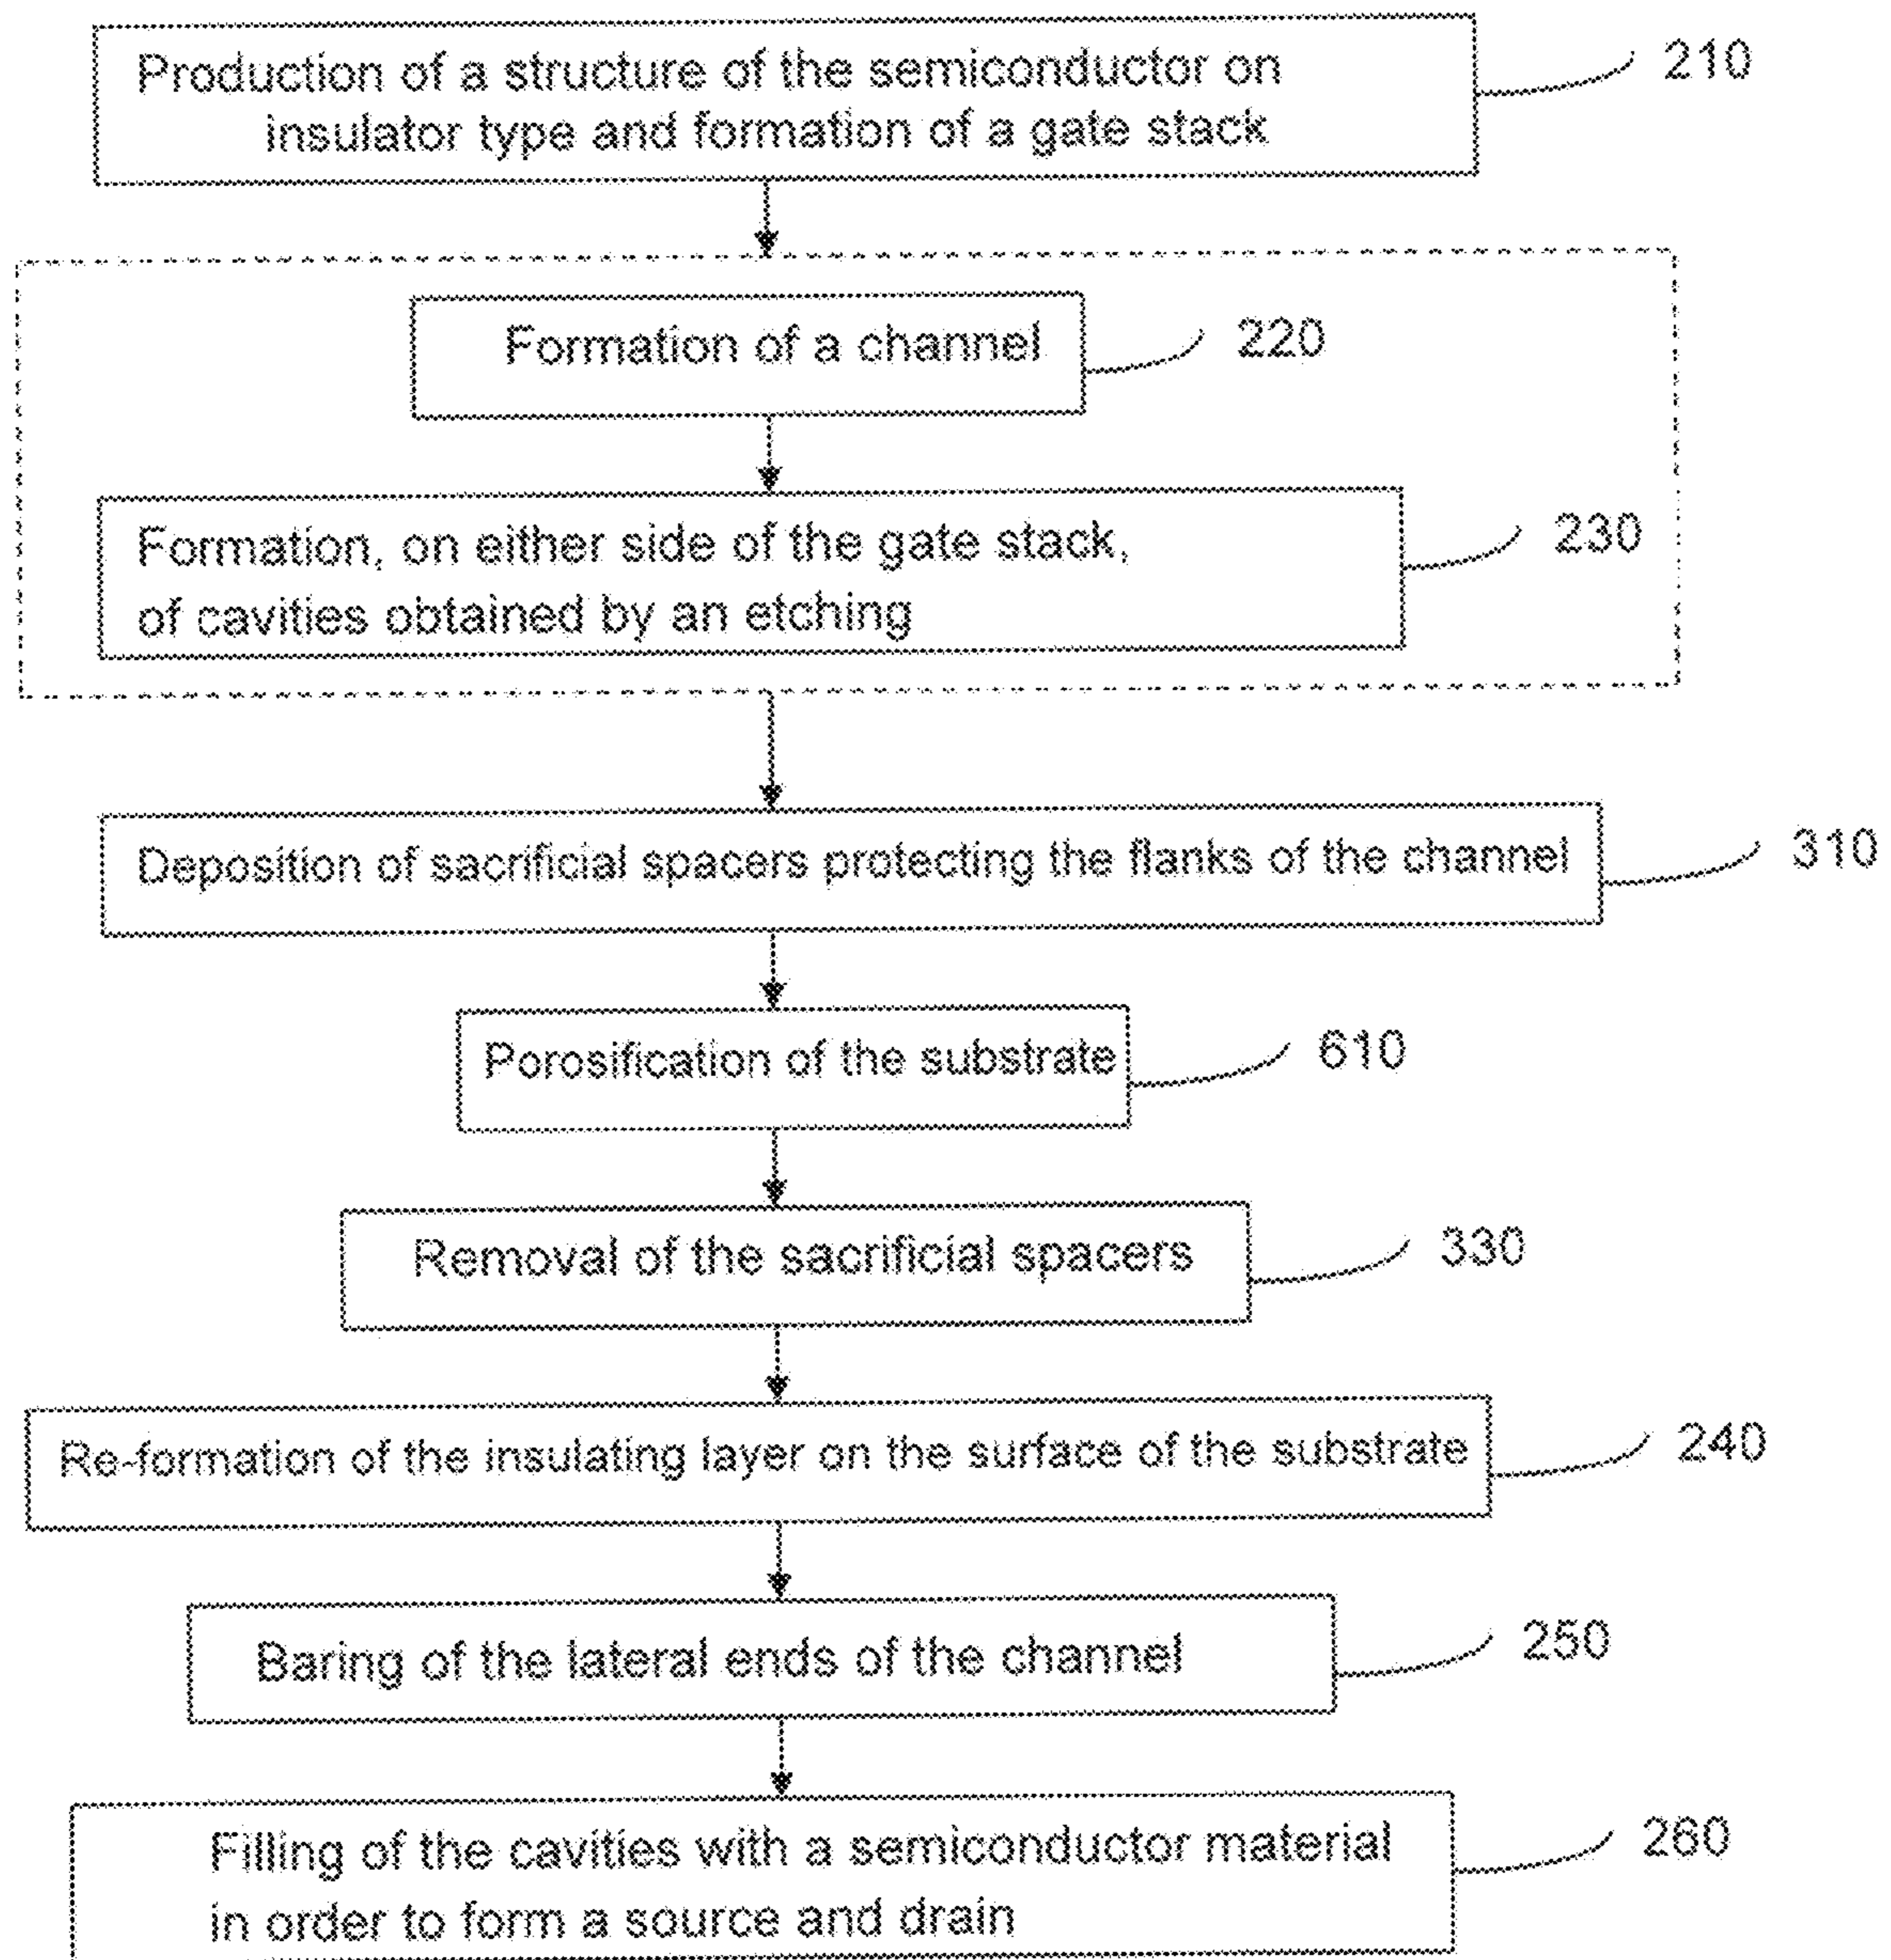 Production of a structure of the semiconductor on
insulator type and formation of a gate stack
210
Formation of a channel
220
Formation, on either side of the gate stack,
of cavities obtained by an etching
230
Deposition of sacrificial spacers protecting the flanks of the channel
310
Porosification of the substrate
610
Removal of the sacrificial spacers
330
Re-formation of the insulating layer on the surface of the substrate
240
Baring of the lateral ends of the channel
250
Filling of the cavities with a semiconductor material
in order to form a source and drain
260